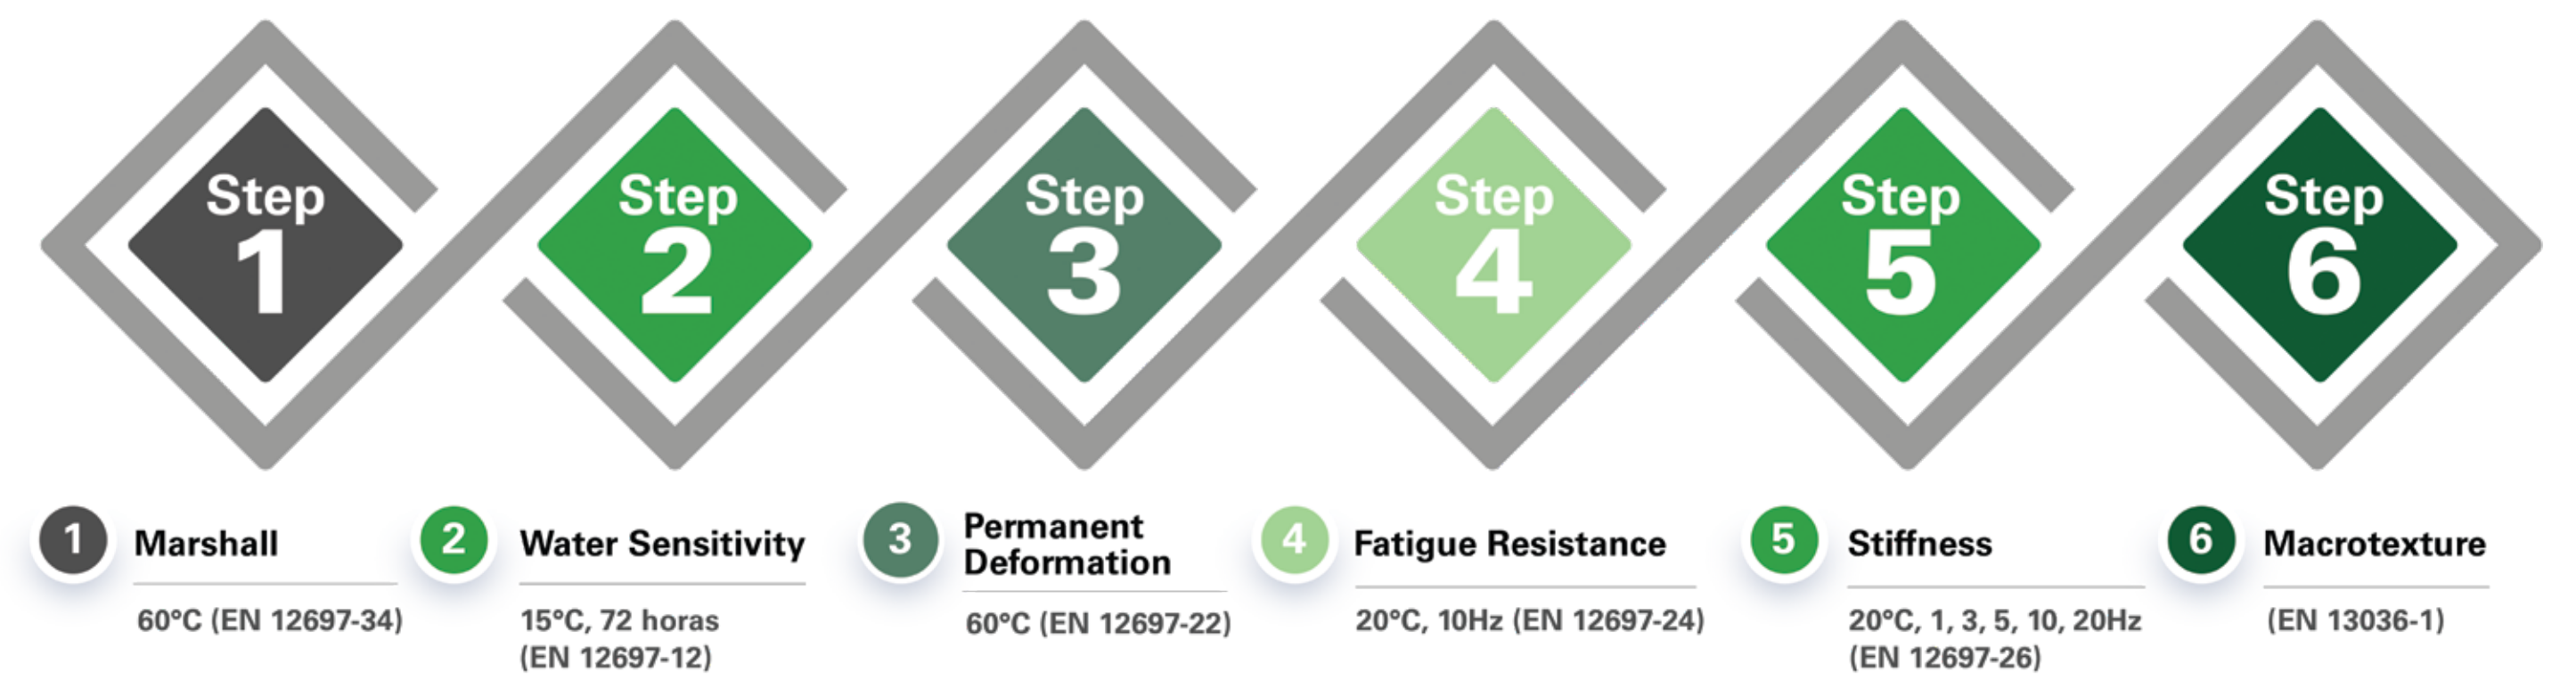 Step
1
Step
2
Step
3
Step
4
Step
5
Step
6
1 Marshall
60°C (EN 12697-34)
2 Water Sensitivity
15°C, 72 horas
(EN 12697-12)
3 Permanent
Deformation
60°C (EN 12697-22)
4 Fatigue Resistance
20°C, 10Hz (EN 12697-24)
5 Stiffness
20°C, 1, 3, 5, 10, 20Hz
(EN 12697-26)
6 Macrotexture
(EN 13036-1)